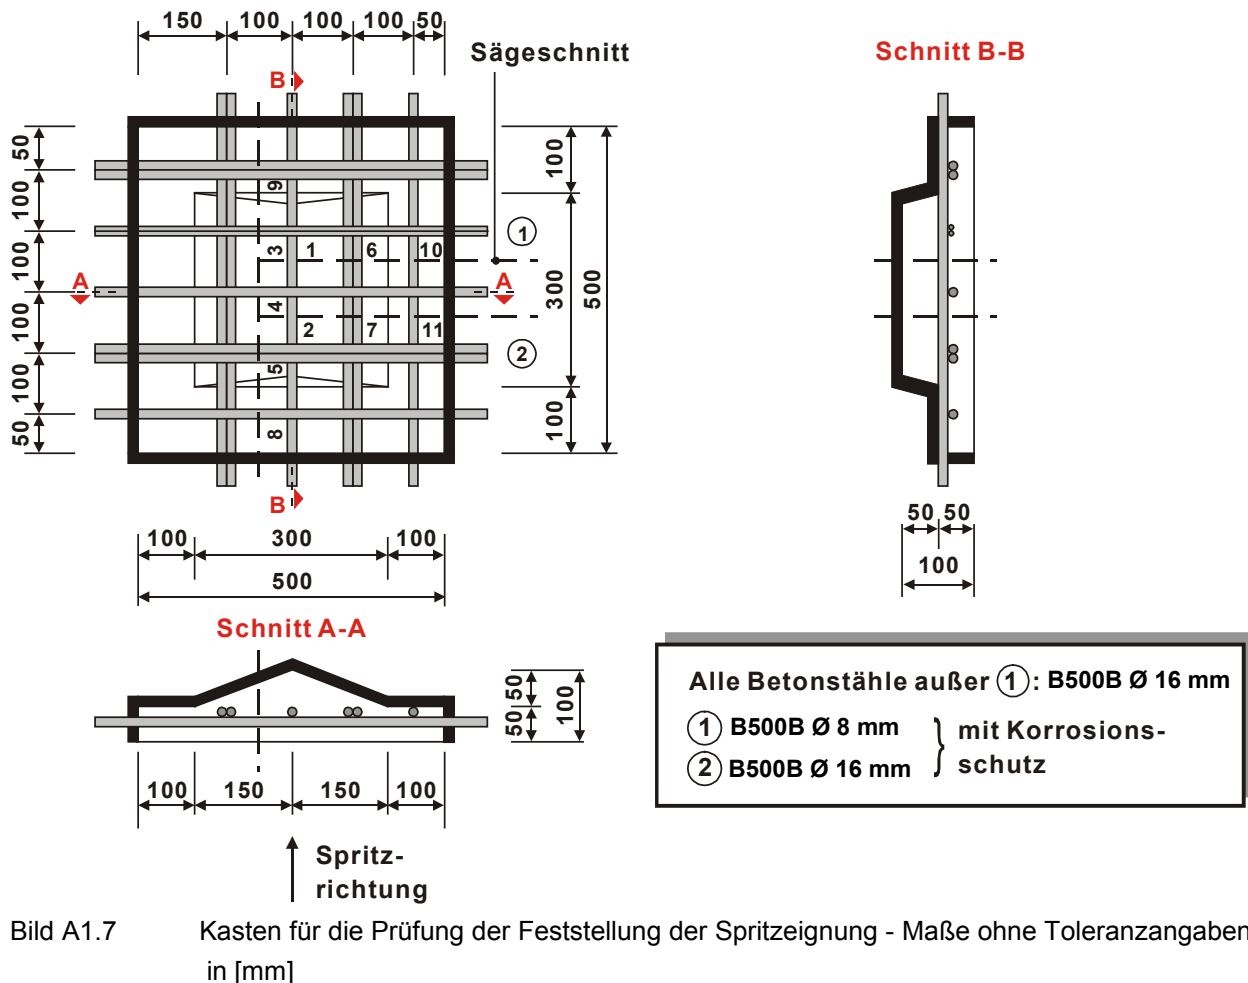 150 100 100 100 50
Sägeschnitt
Schnitt B-B
B
50
100
100
100
100
50
100
300
100
500
9
3 1 6 10
4
2 7 11
5
8
1
2
A A
B
100 300 100
500
50 50
100
Schnitt A-A
50
50
100
100 150 150 100
Spritz-
richtung
Alle Betonstähle außer 1 : B500B Ø 16 mm
1 B500B Ø 8 mm
2 B500B Ø 16 mm
} mit Korrosions-
schutz
Bild A1.7 Kasten für die Prüfung der Feststellung der Spritzeignung - Maße ohne Toleranzangaben
in [mm]